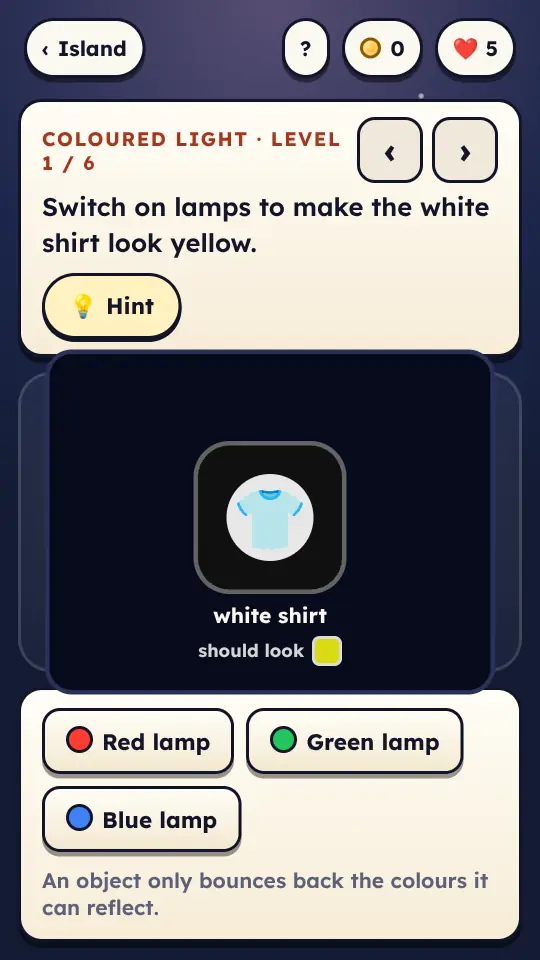 ‹ Island
?
0
5
COLOURED LIGHT · LEVEL
1 / 6
‹
›
Switch on lamps to make the white
shirt look yellow.
Hint
white shirt
should look
Red lamp
Green lamp
Blue lamp
An object only bounces back the colours it
can reflect.